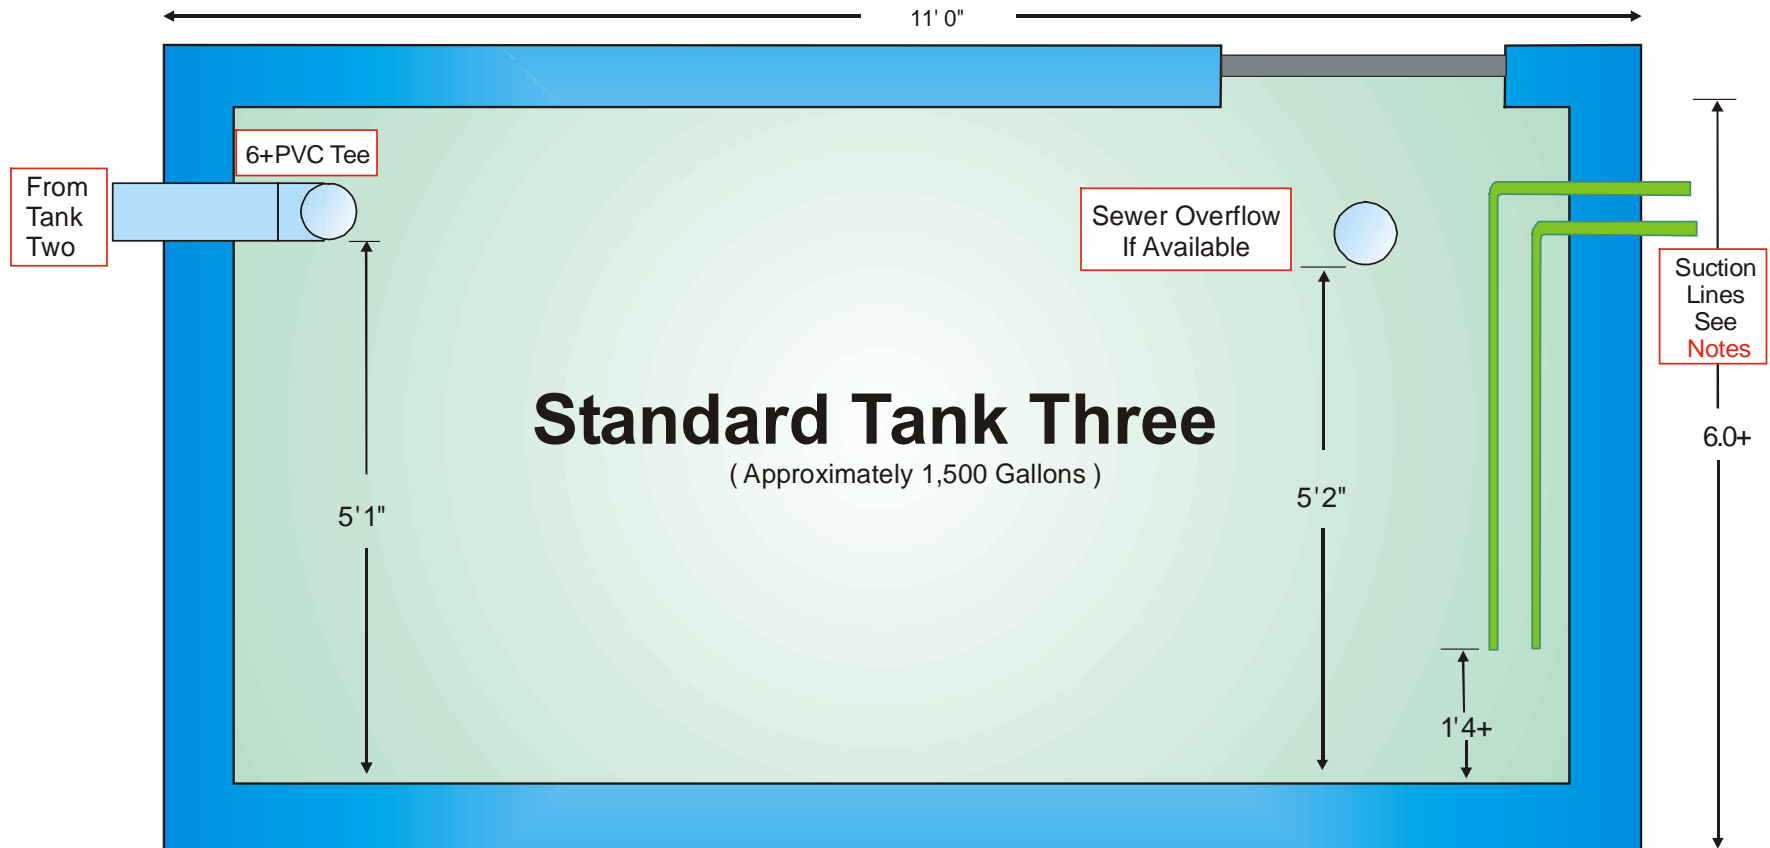 11' 0"
6+PVC Tee
From
Tank
Two
Sewer Overflow
If Available
Suction
Lines
See
Notes
Standard Tank Three
( Approximately 1,500 Gallons )
6.0+
5'1"
5'2"
1'4+